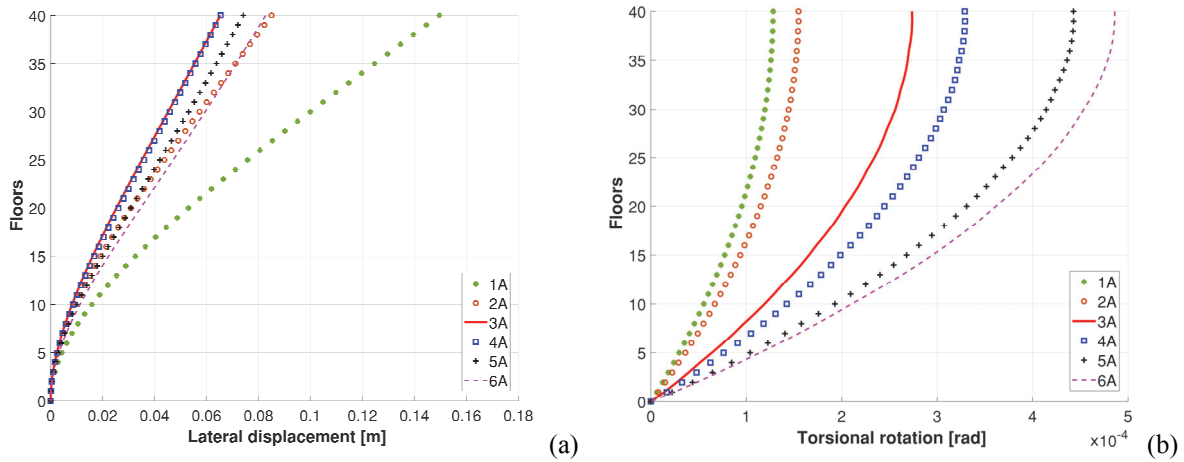 40
35
30
25
20
15
10
5
0
Floors
0
0.02
0.04
0.06
0.08
0.1
0.12
0.14
0.16
0.18
Lateral displacement [m]
1A
2A
3A
4A
5A
6A
(a)
40
35
30
25
20
15
10
5
0
Floors
0
1
2
3
4
5
Torsional rotation [rad]
×10⁻⁴
1A
2A
3A
4A
5A
6A
(b)